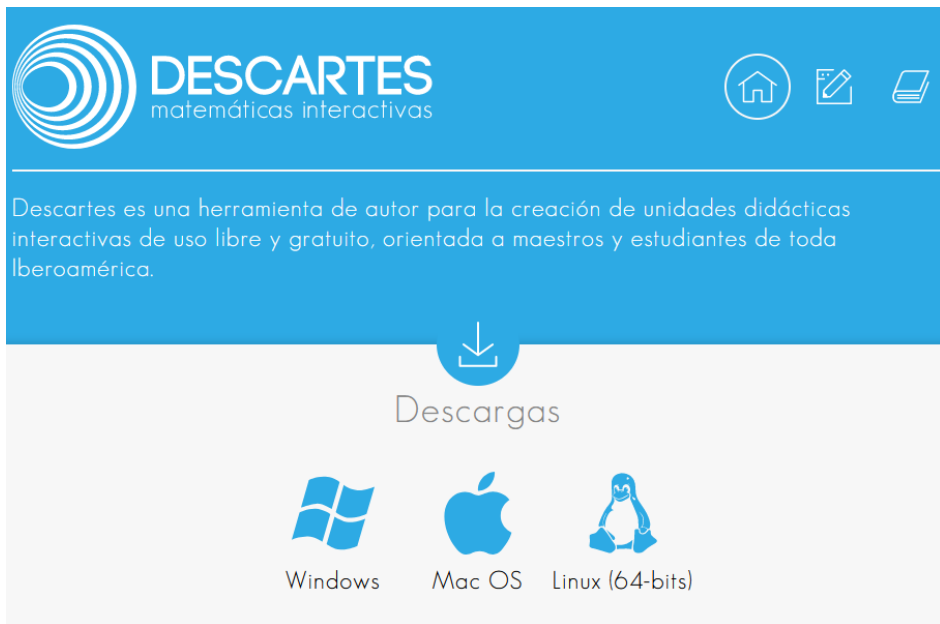 DESCARTES
matemáticas interactivas
Descartes es una herramienta de autor para la creación de unidades didácticas
interactivas de uso libre y gratuito, orientada a maestros y estudiantes de toda
Iberoamérica.
Descargas
Windows
Mac OS
Linux (64-bits)